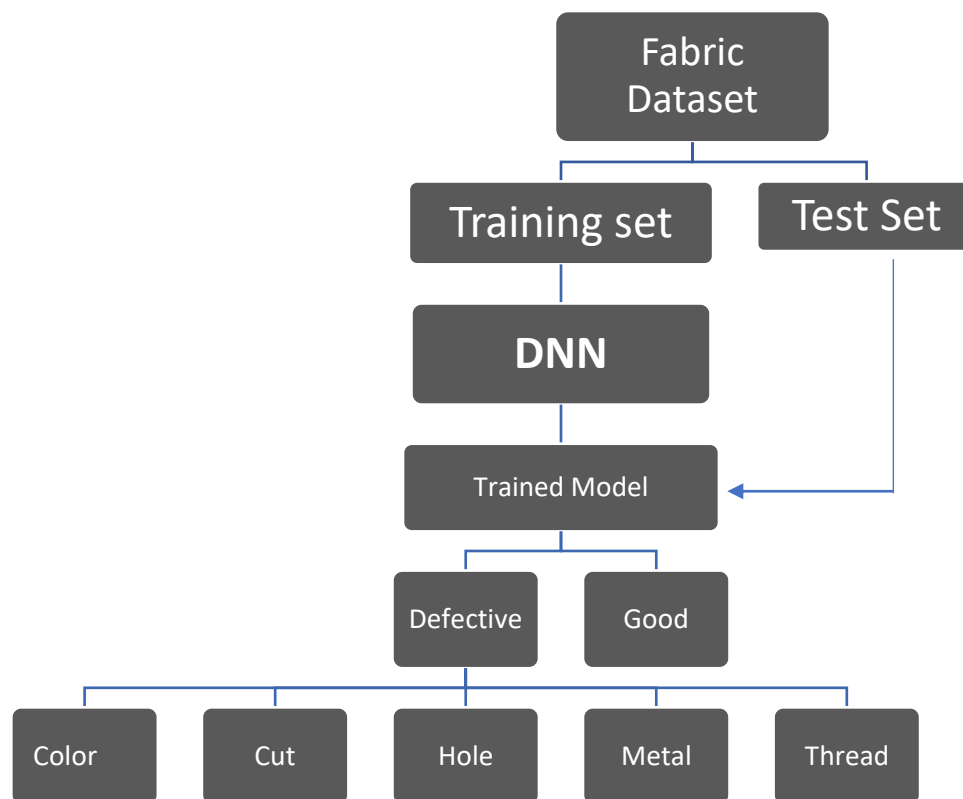 Fabric
Dataset
Training set
Test Set
DNN
Trained Model
Defective
Good
Color
Cut
Hole
Metal
Thread